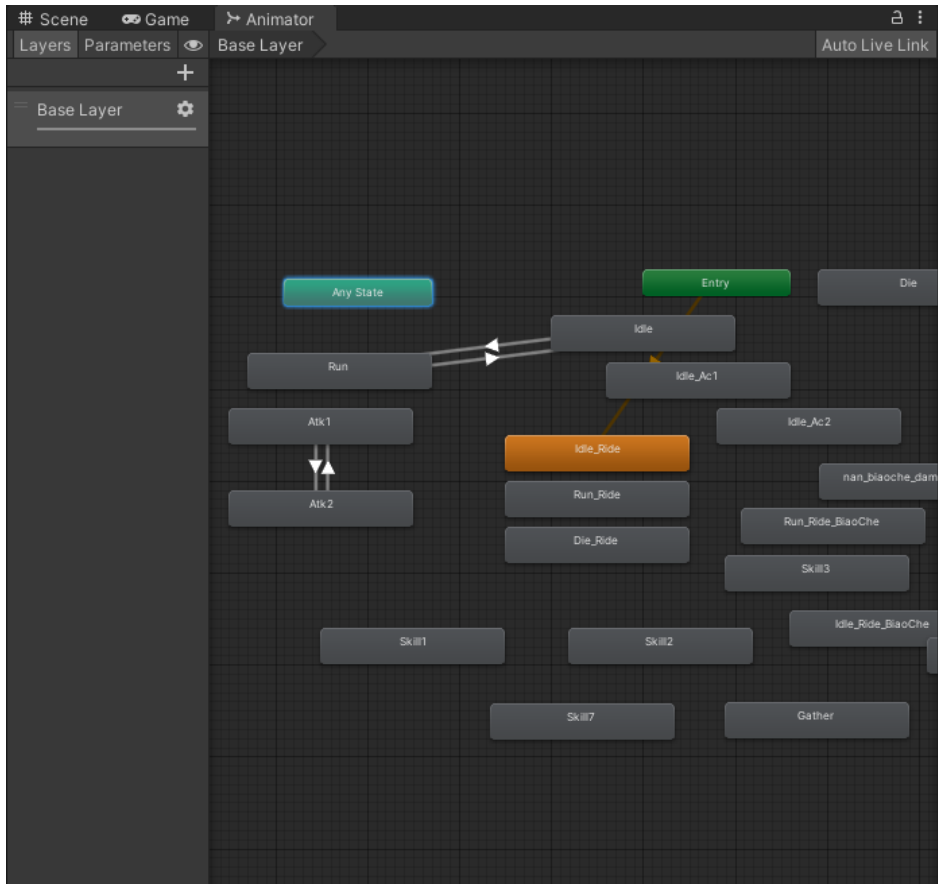 Scene Game Animator
Layers Parameters Base Layer Auto Live Link
Base Layer
Any State
Entry
Die
Idle
Run
Idle_Ac1
Atk1
Idle_Ac2
Idle_Ride
nan_biaoche_dam
Run_Ride
Atk2
Run_Ride_BiaoChe
Die_Ride
Skill3
Idle_Ride_BiaoChe
Skill1
Skill2
Skill7
Gather